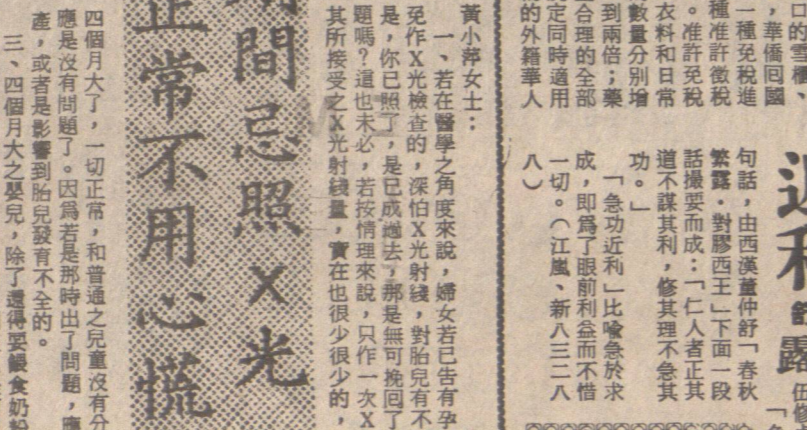 口的雪櫃、
，華僑回國
一種免稅進
種准許徵稅
。准許免稅
衣料和日常
數量分別增
到兩倍；藥
合理的全部
定同時適用
的外籍華人
近利
露
句話，由西漢董仲舒「春秋
繁露．對膠西王」下面一段
話撮要而成：「仁人者正其
道不謀其利，修其理不急其
功。」
「急功近利」比喻急於求
成，即為了眼前利益而不惜
一切。（江嵐、新八三二八
八）
黃小萍女士：
一、若在醫學之角度來說，婦女若已告有孕
免作X光檢查的，深怕X光射綫，對胎兒有不
是，你已照了，是已成過去，那是無可挽回了
題嗎？這也未必，若按情理來說，只作一次X
其所接受之X光射綫量，實在也很少很少的，
間忌照X光
正常不用心慌
四個月大了，一切正常，和普通之兒童沒有分
應是沒有問題了。因爲若是那時出了問題，應
產，或者是影響到胎兒發育不全的。
三、四個月大之嬰兒，除了還得要餵食奶粉